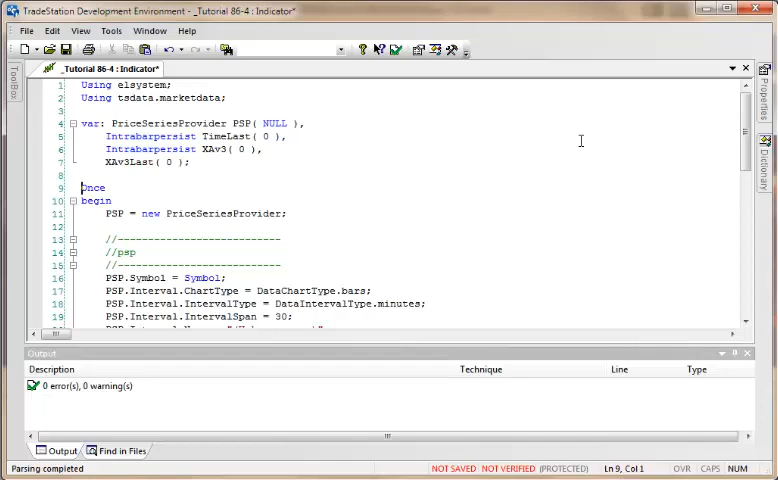 TradeStation Development Environment - _Tutorial 86-4 : Indicator*
File Edit View Tools Window Help
_Tutorial 86-4 : Indicator*
ToolBox
Properties
Dictionary
1 Using elsystem;
2 Using tsdata.marketdata;
3
4 var: PriceSeriesProvider PSP( NULL ),
5 Intrabarpersist TimeLast( 0 ),
6 Intrabarpersist XAv3( 0 ),
7 XAv3Last( 0 );
8
9 Once
10 begin
11 PSP = new PriceSeriesProvider;
12
13 //---------------------------
14 //psp
15 //---------------------------
16 PSP.Symbol = Symbol;
17 PSP.Interval.ChartType = DataChartType.bars;
18 PSP.Interval.IntervalType = DataIntervalType.minutes;
19 PSP.Interval.IntervalSpan = 30;
Output
Description Technique Line Type
0 error(s), 0 warning(s)
Output Find in Files
Parsing completed NOT SAVED NOT VERIFIED (PROTECTED) Ln 9, Col 1 OVR CAPS NUM